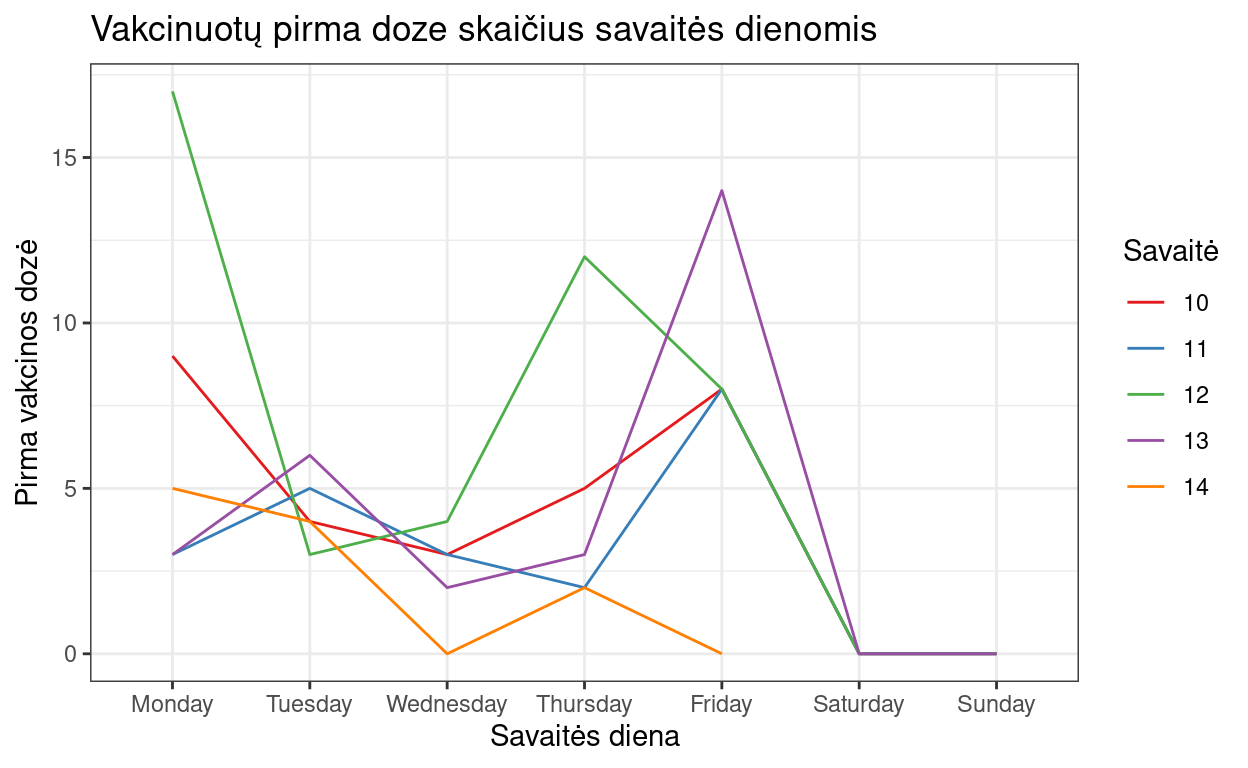 Vakcinuotų pirma doze skaičius savaitės dienomis
Pirma vakcinos dozė
15
10
5
0
Monday Tuesday Wednesday Thursday Friday Saturday Sunday
Savaitės diena
Savaitė
10
11
12
13
14